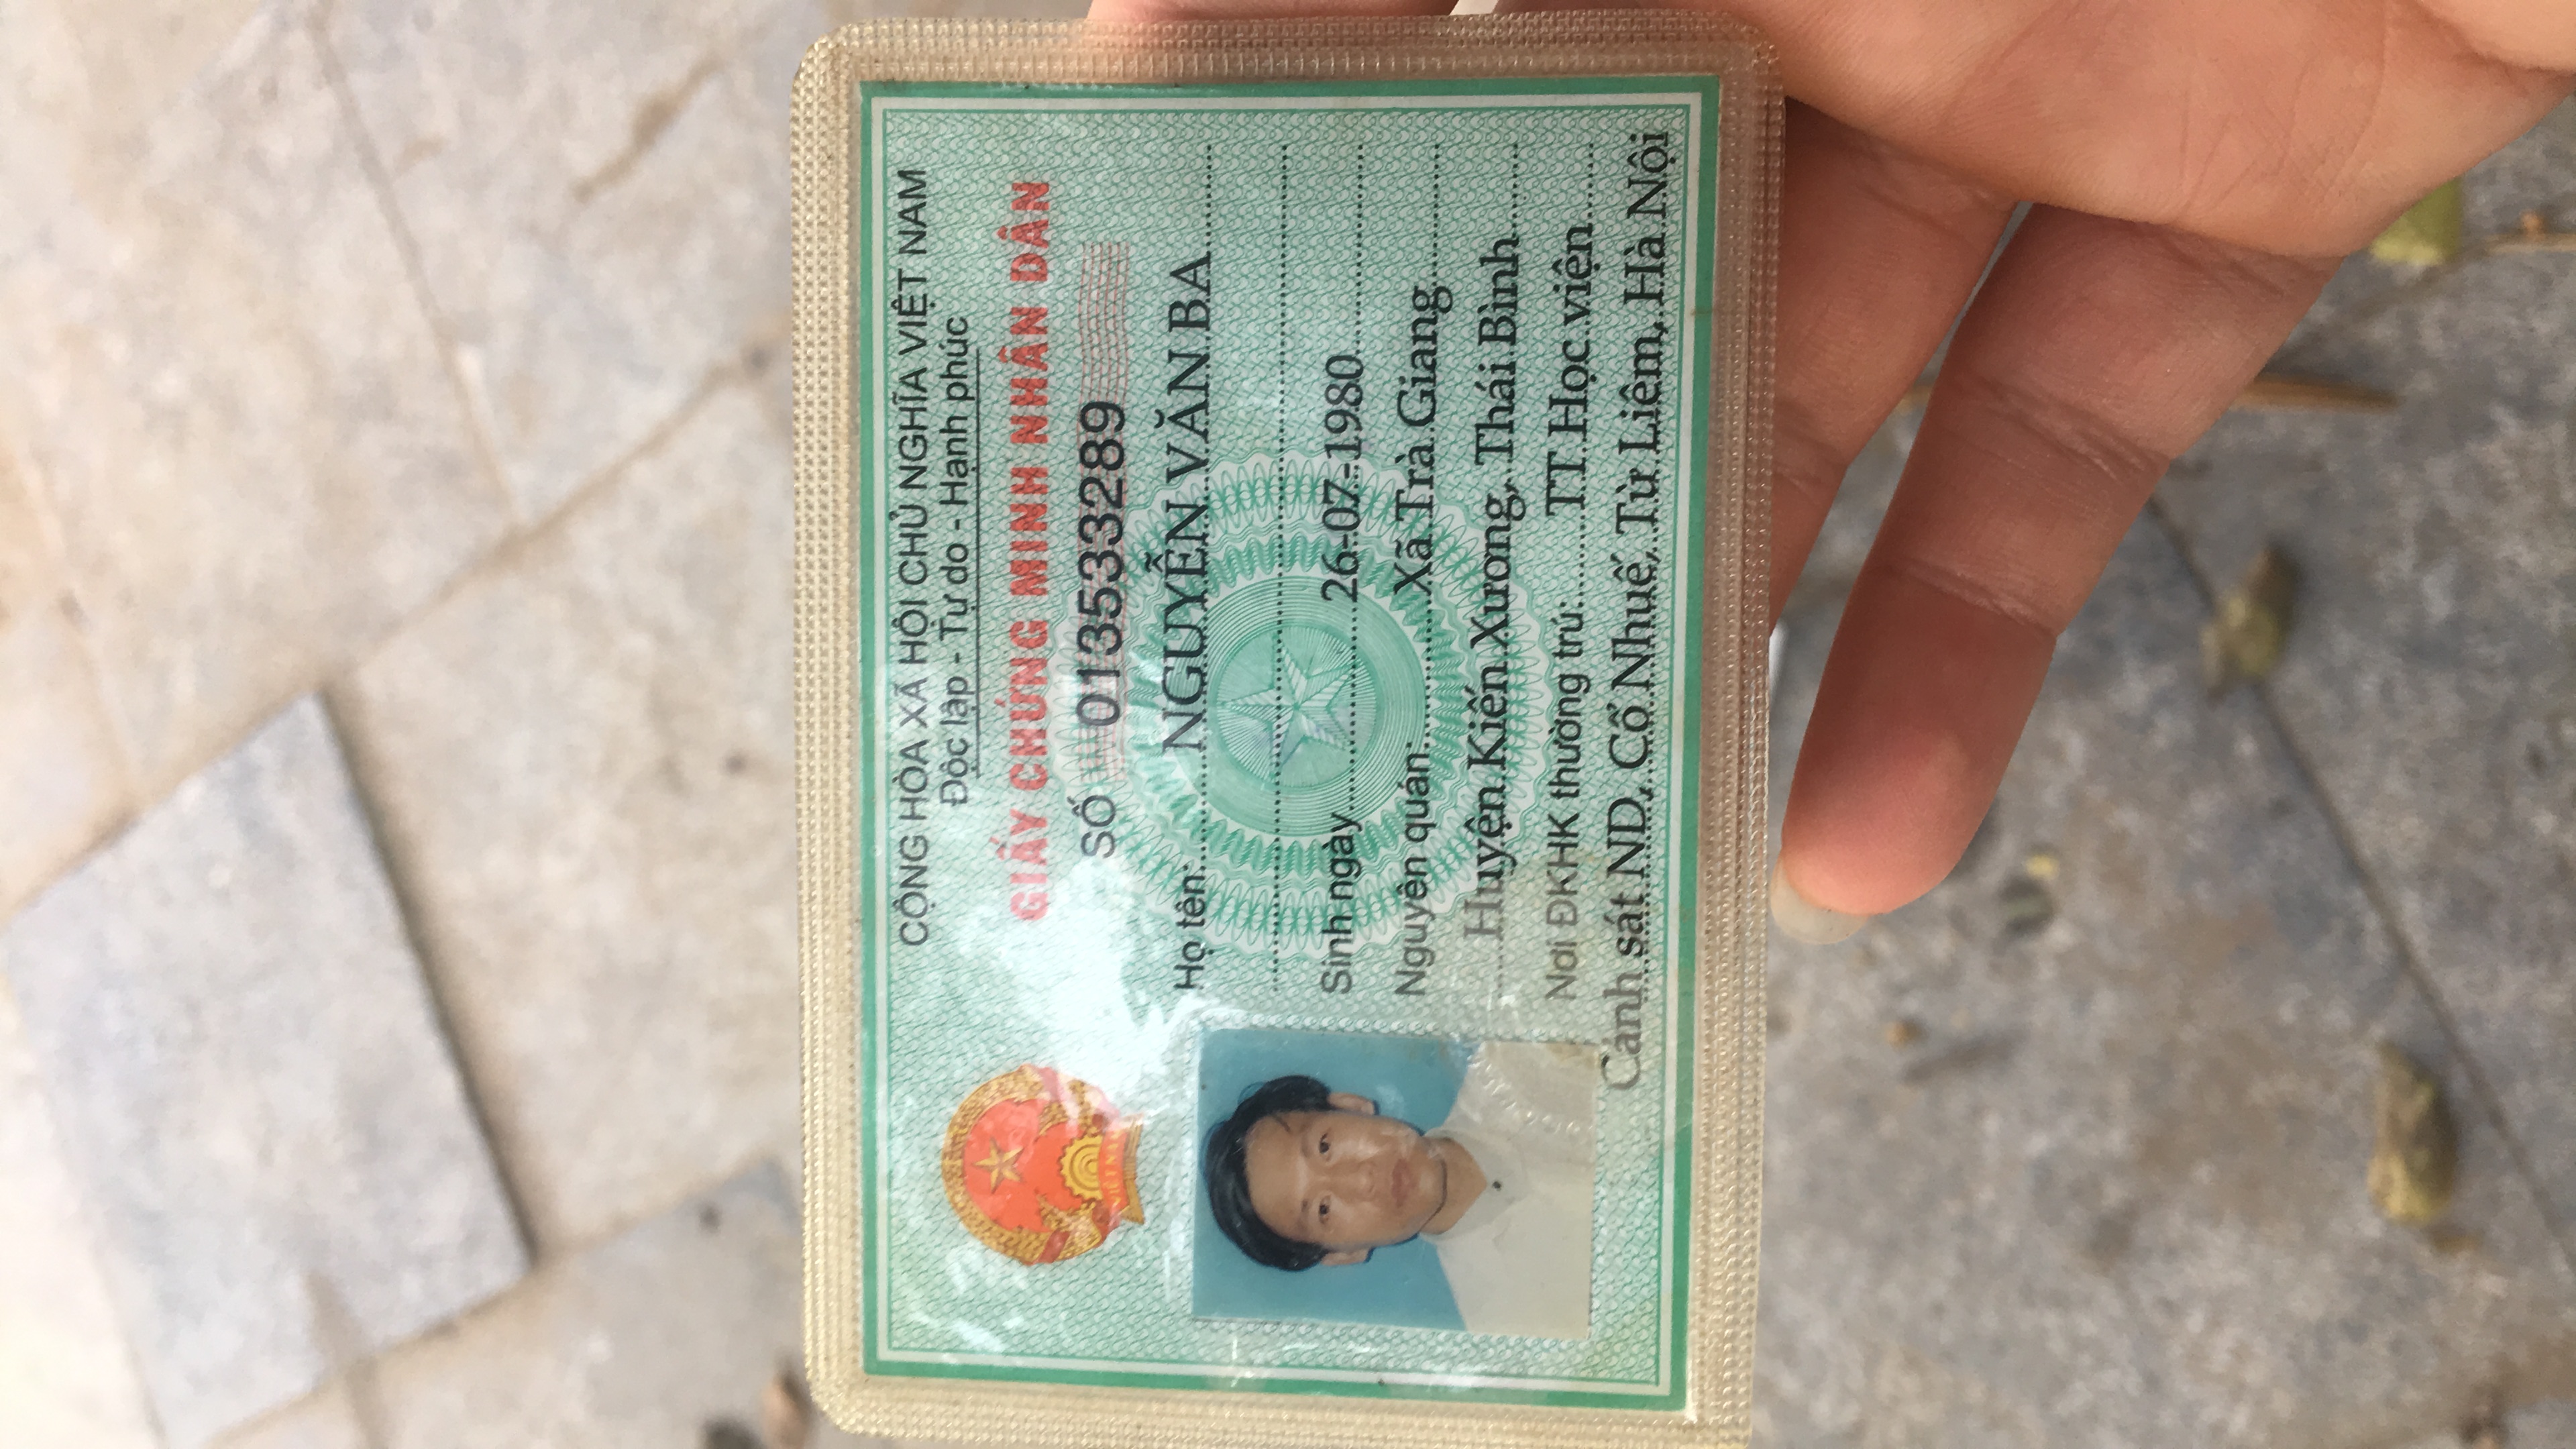 CỘNG HÒA XÃ HỘI CHỦ NGHĨA VIỆT NAM
Độc lập - Tự do - Hạnh phúc
GIẤY CHỨNG MINH NHÂN DÂN
SỐ 013533289
VIỆT NAM
Họ tên: NGUYỄN VĂN BA
Sinh ngày 26-07-1980
Nguyên quán: Xã Trà Giang
Huyện Kiến Xương, Thái Bình
Nơi ĐKHK thường trú: TT Học viện
Cảnh sát ND, Cổ Nhuế, Từ Liêm, Hà Nội